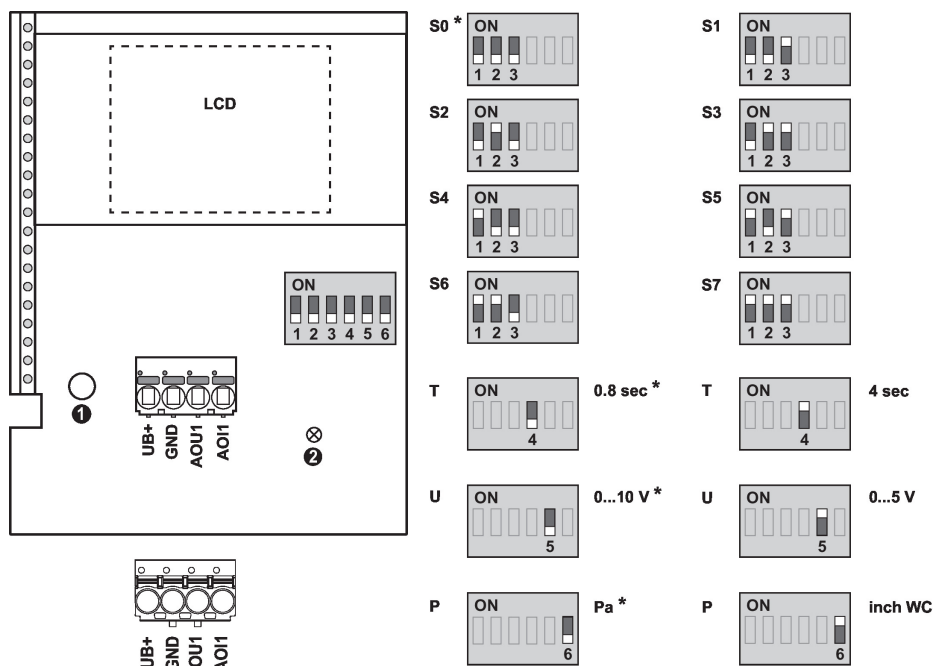 LCD
ON
1 2 3 4 5 6
❶
UB+
GND
AOU1
AOI1
❷
UB+
GND
AOU1
AOI1
S0 *
ON
1 2 3
S1
ON
1 2 3
S2
ON
1 2 3
S3
ON
1 2 3
S4
ON
1 2 3
S5
ON
1 2 3
S6
ON
1 2 3
S7
ON
1 2 3
T
ON
4
0.8 sec *
T
ON
4
4 sec
U
ON
5
0...10 V *
U
ON
5
0...5 V
P
ON
6
Pa *
P
ON
6
inch WC